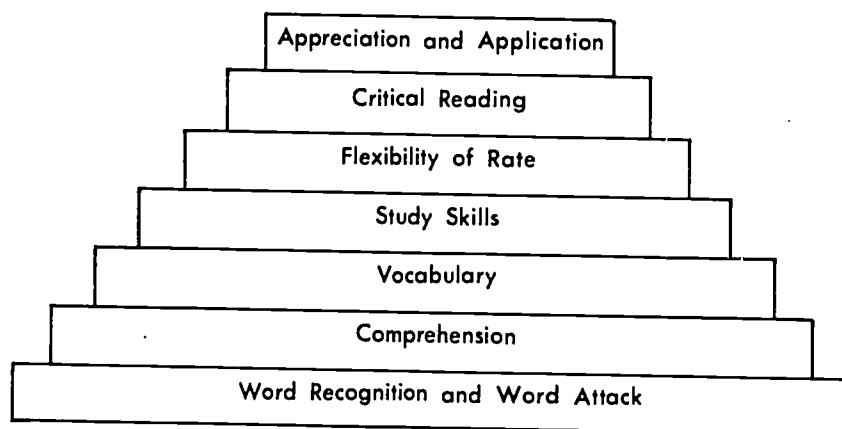 Appreciation and Application
Critical Reading
Flexibility of Rate
Study Skills
Vocabulary
Comprehension
Word Recognition and Word Attack